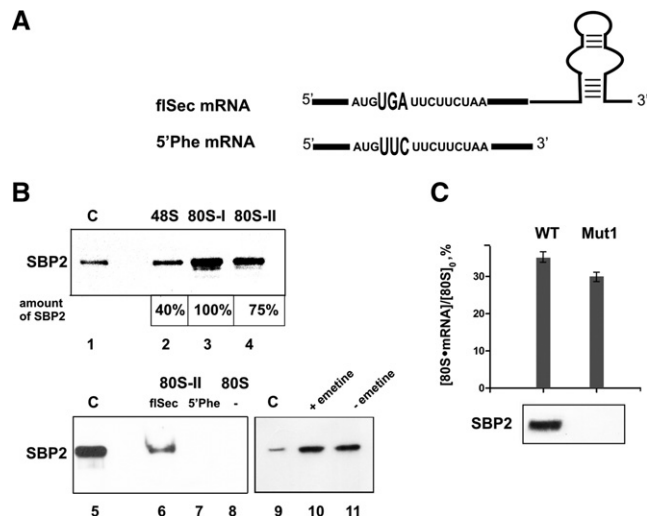 A
flSec mRNA 5' AUGUGAUUCUUCUAA 3'
5'Phe mRNA 5' AUGUUCUUCUUCUAA 3'
B
C 48S 80S-I 80S-II
SBP2
amount of SBP2 40% 100% 75%
1 2 3 4
80S-II 80S
C flSec 5'Phe -
SBP2
5 6 7 8
C + emetine - emetine
9 10 11
C
WT Mut1
[80S•mRNA]/[80S]₀, %
30
20
10
0
SBP2